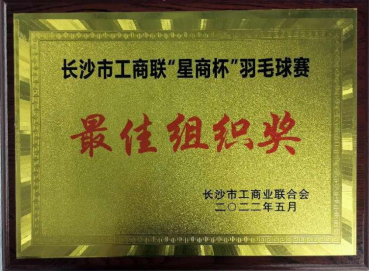 长沙市工商联“星商杯”羽毛球赛
最佳组织奖
长沙市工商业联合会
二〇二二年五月